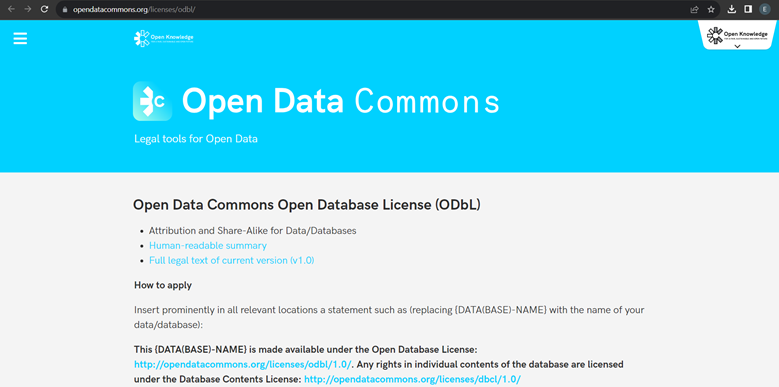 opendatacommons.org/licenses/odbl/
E
Open Knowledge
Open Knowledge
C
Open Data Commons
Legal tools for Open Data
Open Data Commons Open Database License (ODbL)
• Attribution and Share-Alike for Data/Databases
• Human-readable summary
• Full legal text of current version (v1.0)
How to apply
Insert prominently in all relevant locations a statement such as (replacing {DATA(BASE)-NAME} with the name of your
data/database):
This {DATA(BASE)-NAME} is made available under the Open Database License:
http://opendatacommons.org/licenses/odbl/1.0/. Any rights in individual contents of the database are licensed
under the Database Contents License: http://opendatacommons.org/licenses/dbcl/1.0/